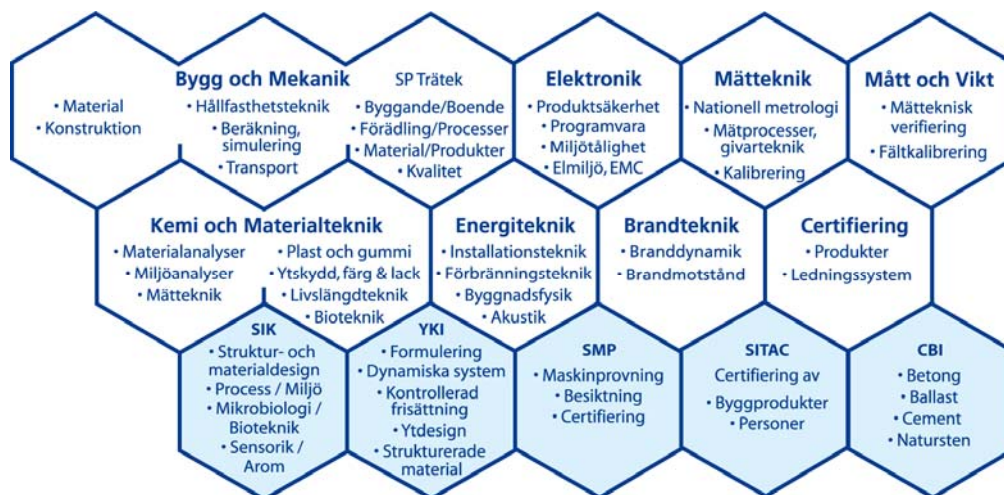 Bygg och Mekanik
• Material
• Konstruktion
• Hållfasthetsteknik
• Beräkning,
simulering
• Transport
SP Trätek
• Byggande/Boende
• Förädling/Processer
• Material/Produkter
• Kvalitet
Elektronik
• Produktsäkerhet
• Programvara
• Miljötålighet
• Elmiljö, EMC
Mätteknik
• Nationell metrologi
• Mätprocesser,
givarteknik
• Kalibrering
Mått och Vikt
• Mätteknisk
verifiering
• Fältkalibrering
Kemi och Materialteknik
• Materialanalyser
• Miljöanalyser
• Mätteknik
• Plast och gummi
• Ytskydd, färg & lack
• Livslängdteknik
• Bioteknik
Energiteknik
• Installationsteknik
• Förbränningsteknik
• Byggnadsfysik
• Akustik
Brandteknik
• Branddynamik
• Brandmotstånd
Certifiering
• Produkter
• Ledningssystem
SIK
• Struktur- och
materialdesign
• Process / Miljö
• Mikrobiologi /
Bioteknik
• Sensorik /
Arom
YKI
• Formulering
• Dynamiska system
• Kontrollerad
frisättning
• Ytdesign
• Strukturerade
material
SMP
• Maskinprovning
• Besiktning
• Certifiering
SITAC
Certifiering av
• Byggprodukter
• Personer
CBI
• Betong
• Ballast
• Cement
• Natursten